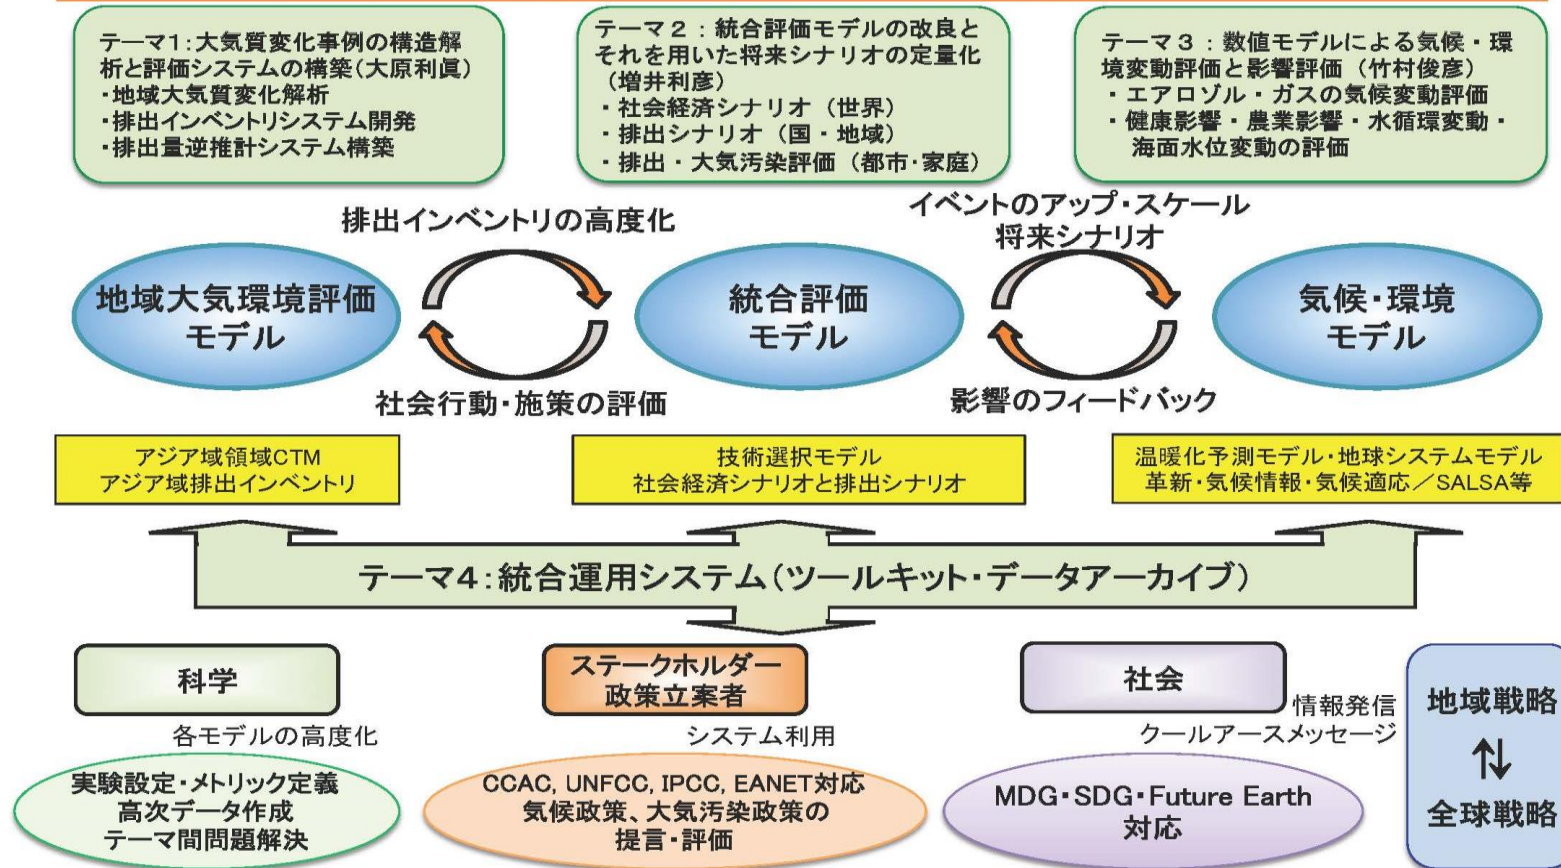 テーマ1:大気質変化事例の構造解
析と評価システムの構築(大原利眞)
・地域大気質変化解析
・排出インベントリシステム開発
・排出量逆推計システム構築
テーマ２：統合評価モデルの改良と
それを用いた将来シナリオの定量化
（増井利彦）
・社会経済シナリオ（世界）
・排出シナリオ（国・地域）
・排出・大気汚染評価（都市・家庭）
テーマ３：数値モデルによる気候・環
境変動評価と影響評価（竹村俊彦）
・エアロゾル・ガスの気候変動評価
・健康影響・農業影響・水循環変動・
海面水位変動の評価
排出インベントリの高度化
イベントのアップ・スケール
将来シナリオ
地域大気環境評価
モデル
統合評価
モデル
気候・環境
モデル
社会行動・施策の評価
影響のフィードバック
アジア域領域CTM
アジア域排出インベントリ
技術選択モデル
社会経済シナリオと排出シナリオ
温暖化予測モデル・地球システムモデル
革新・気候情報・気候適応／SALSA等
テーマ4:統合運用システム(ツールキット・データアーカイブ)
科学
各モデルの高度化
実験設定・メトリック定義
高次データ作成
テーマ間問題解決
ステークホルダー
政策立案者
システム利用
CCAC, UNFCC, IPCC, EANET対応
気候政策、大気汚染政策の
提言・評価
社会
情報発信
クールアースメッセージ
MDG・SDG・Future Earth
対応
地域戦略
⇅
全球戦略